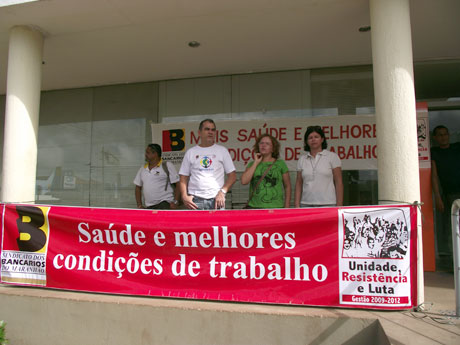 B MAIS SAÚDE E MELHORES
CONDIÇÕES DE TRABALHO
B
SINDICATO DOS
BANCÁRIOS
DO MARANHÃO
Saúde e melhores
condições de trabalho
Unidade,
Resistência
e Luta
Gestão 2009-2012